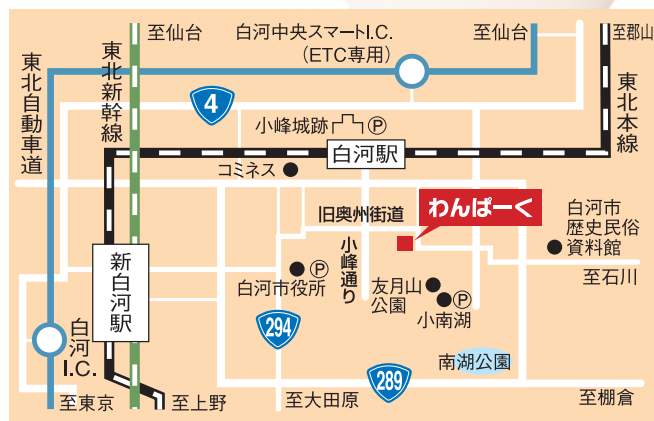 至仙台
白河中央スマートI.C.
(ETC専用)
至仙台
至郡山
東北自動車道
東北新幹線
東北本線
4
小峰城跡
P
白河駅
コミネス
旧奥州街道
わんぱーく
小峰通り
白河市
歴史民俗
資料館
新白河駅
P
白河市役所
友月山
公園
P
小南湖
至石川
白河
I.C.
294
289
南湖公園
至東京
至上野
至大田原
至棚倉